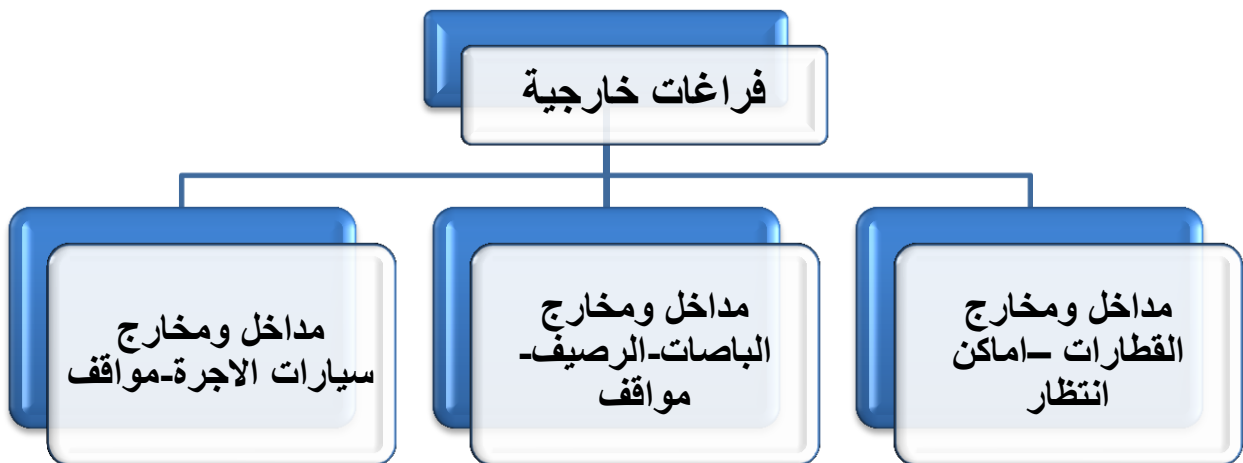 فراغات خارجية
مداخل ومخارج
القطارات –اماكن
انتظار
مداخل ومخارج
الباصات-الرصيف-
مواقف
مداخل ومخارج
سيارات الاجرة-مواقف